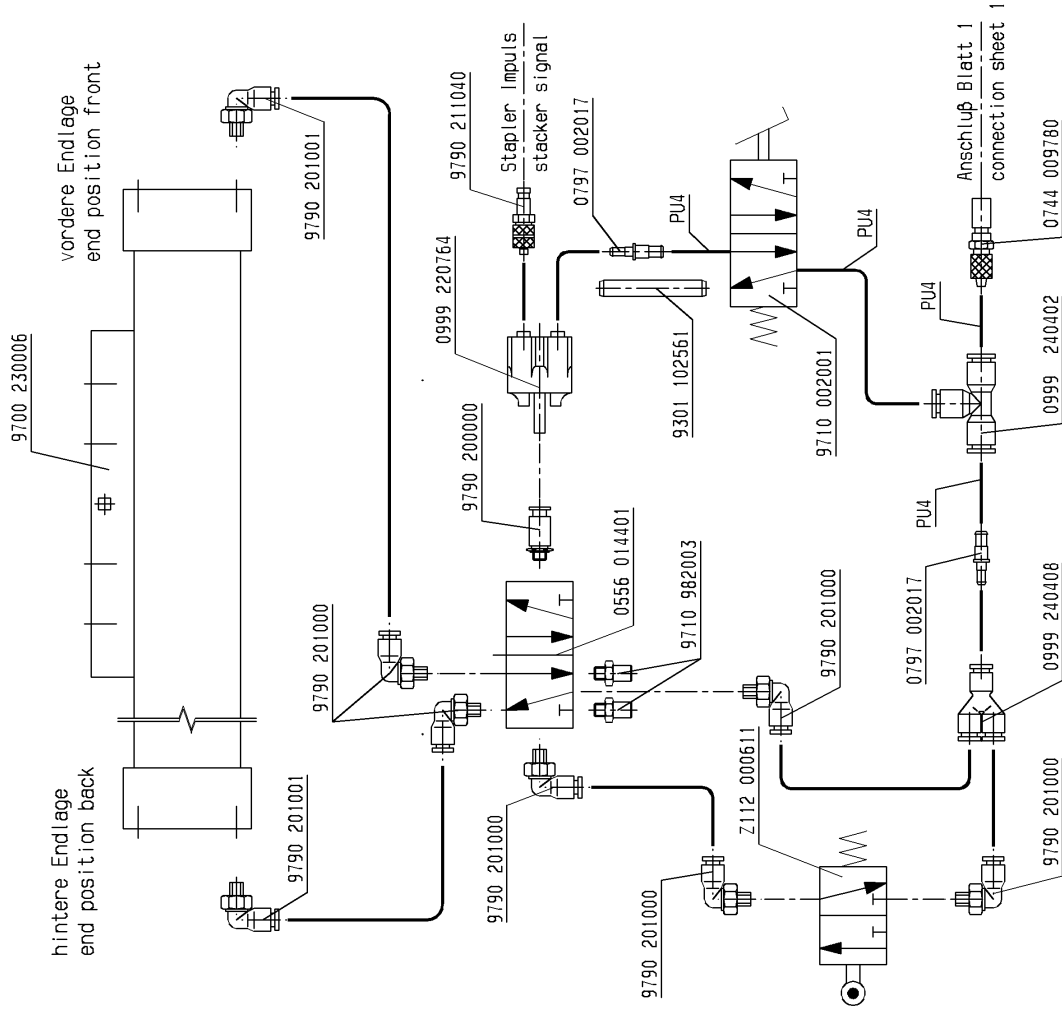 hintere Endlage
end position back
9700 230006
vordere Endlage
end position front
9790 201001
9790 201001
9790 201000
9790 200000
0999 220764
9790 211040
Stapler Impuls
stacker signal
9790 201000
0556 014401
9710 982003
9301 102561
0797 002017
PU4
9790 201000
Z112 000611
9790 201000
9710 002001
PU4
9790 201000
0999 240408
0797 002017
PU4
0999 240402
PU4
0744 009780
Anschluß Blatt 1
connection sheet 1